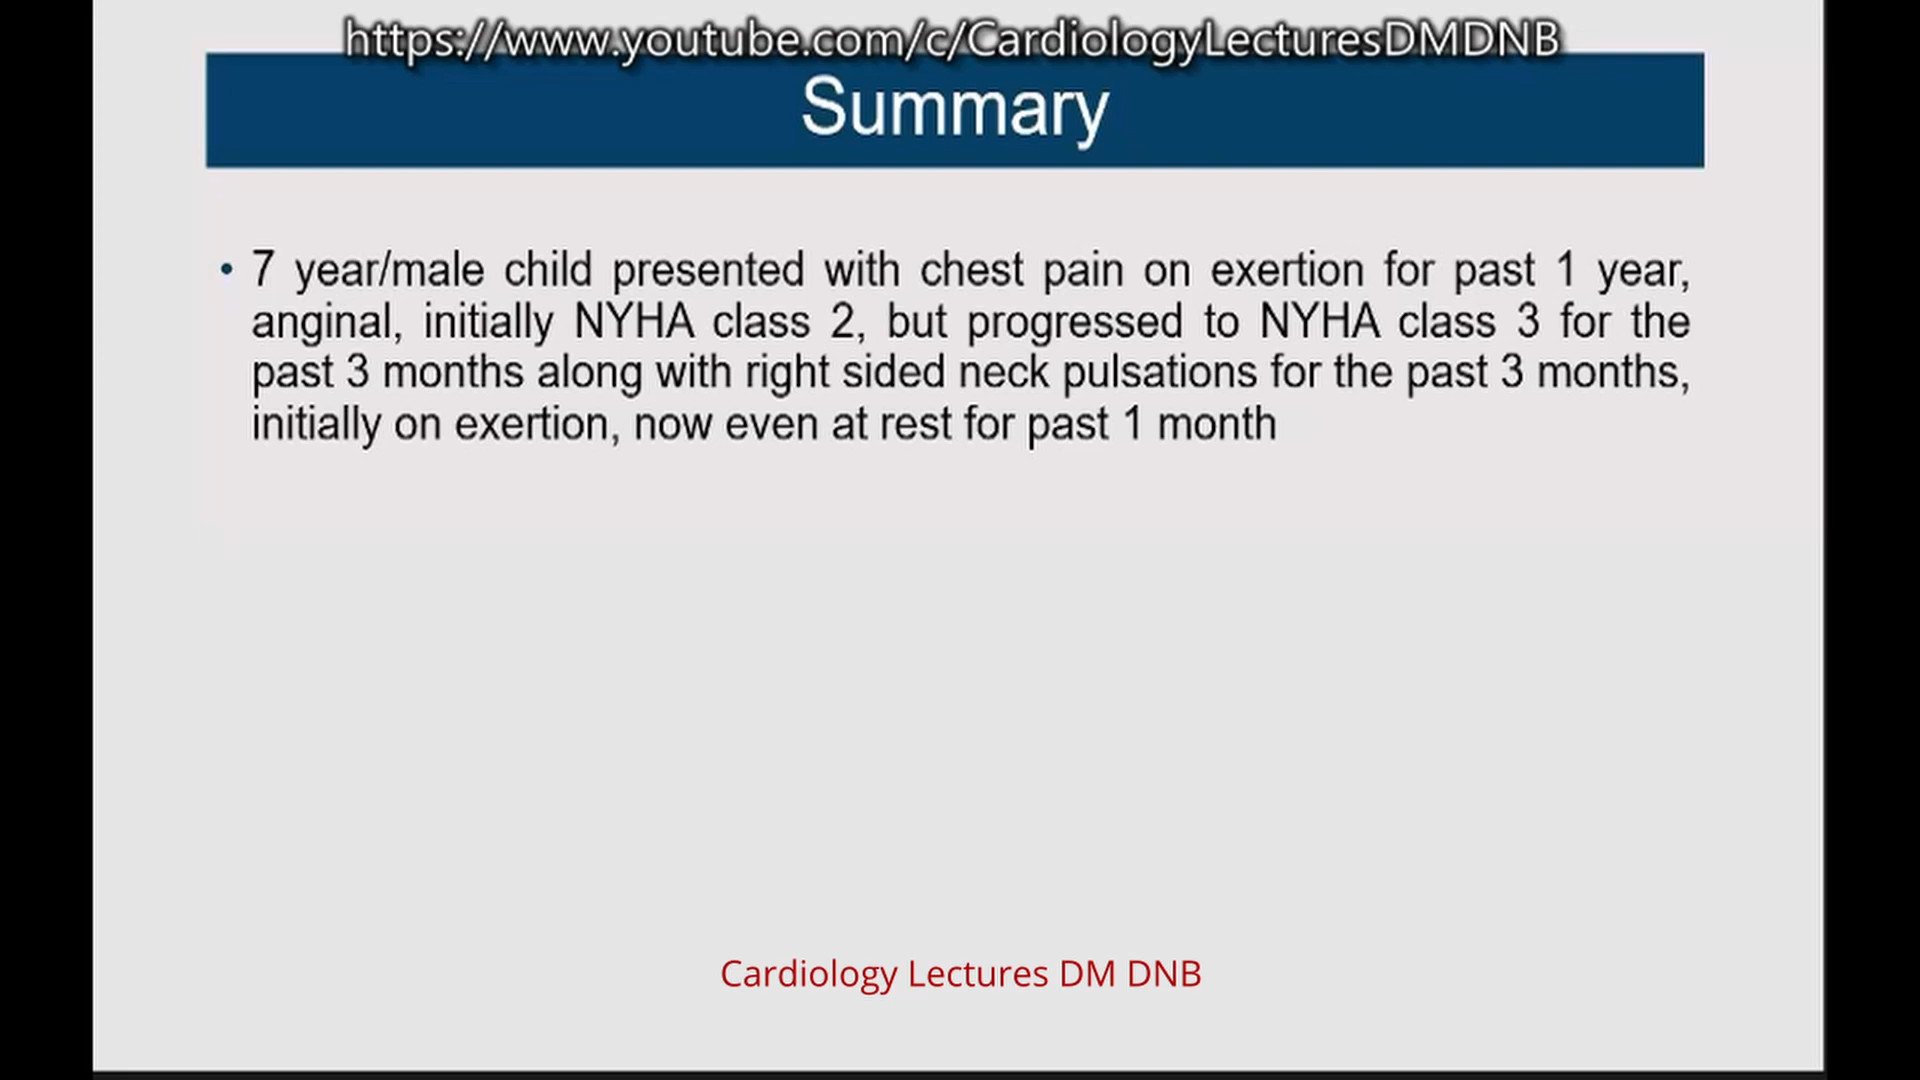 https://www.youtube.com/c/CardiologyLecturesDMDNB
Summary
• 7 year/male child presented with chest pain on exertion for past 1 year,
anginal, initially NYHA class 2, but progressed to NYHA class 3 for the
past 3 months along with right sided neck pulsations for the past 3 months,
initially on exertion, now even at rest for past 1 month
Cardiology Lectures DM DNB